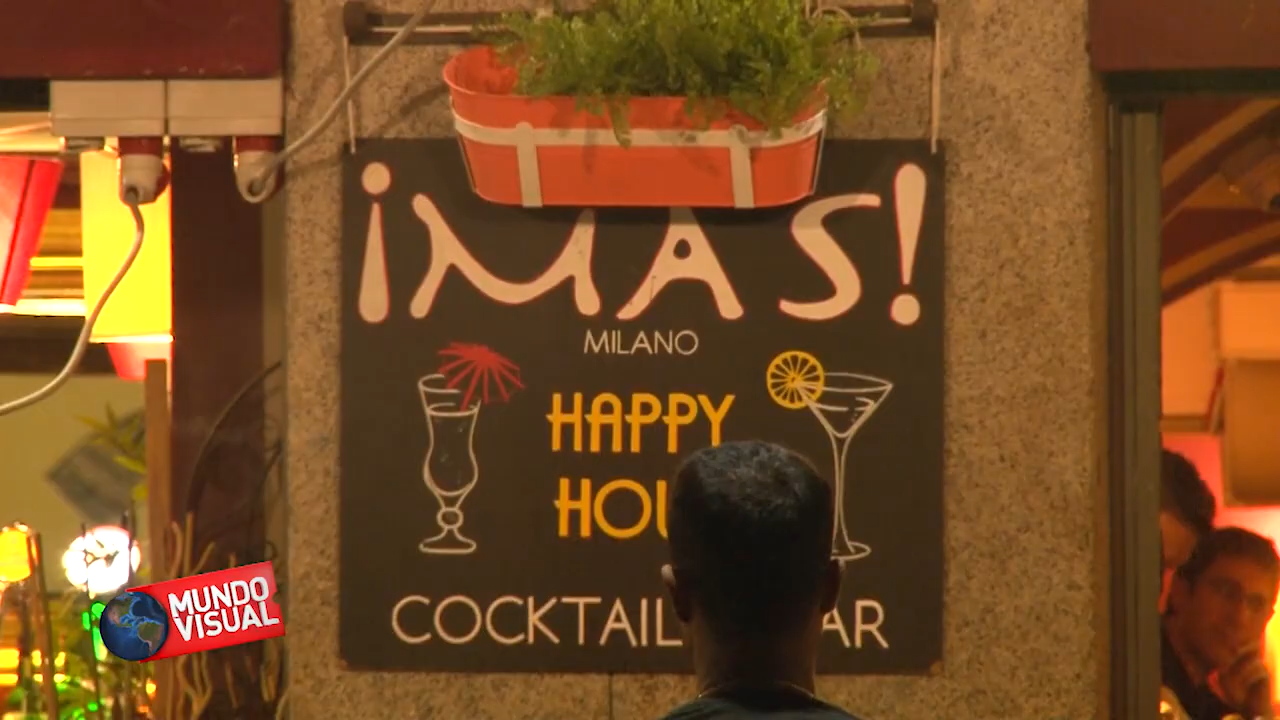 ¡MAS!
MILANO
HAPPY
HOU
COCKTAIL AR
MUNDO
VISUAL